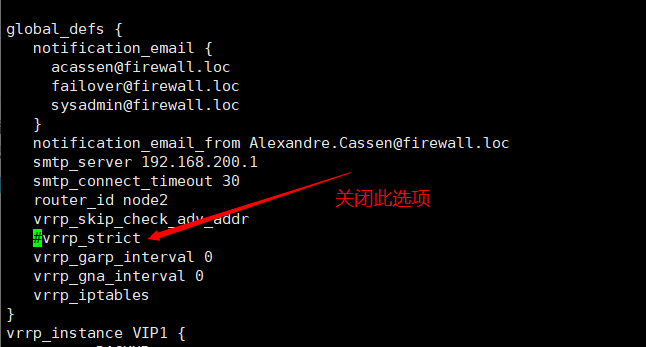 global_defs {
   notification_email {
     acassen@firewall.loc
     failover@firewall.loc
     sysadmin@firewall.loc
   }
   notification_email_from Alexandre.Cassen@firewall.loc
   smtp_server 192.168.200.1
   smtp_connect_timeout 30
   router_id node2
   vrrp_skip_check_adv_addr
   #vrrp_strict
关闭此选项
   vrrp_garp_interval 0
   vrrp_gna_interval 0
   vrrp_iptables
}
vrrp_instance VIP1 {